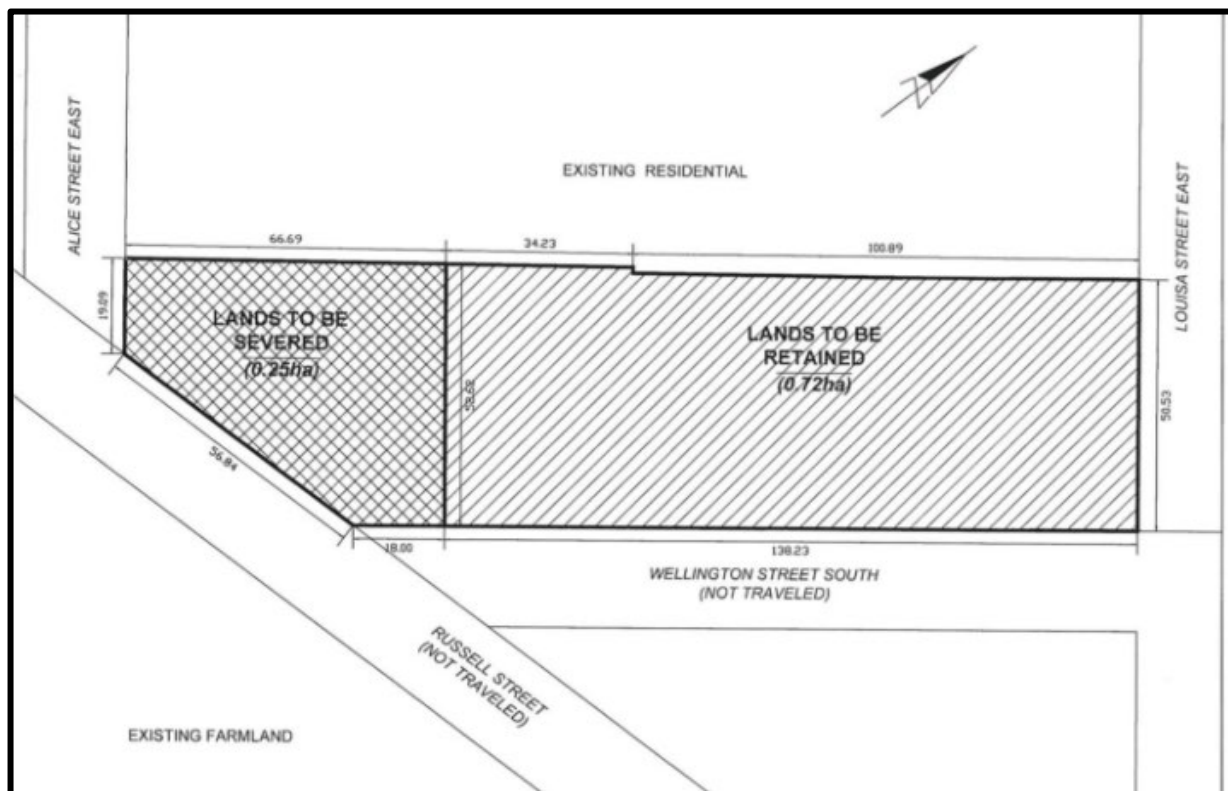 N
ALICE STREET EAST
EXISTING RESIDENTIAL
LOUISA STREET EAST
66.69
34.23
100.89
19.09
LANDS TO BE
SEVERED
(0.25ha)
LANDS TO BE
RETAINED
(0.72ha)
50.53
56.84
18.00
138.23
WELLINGTON STREET SOUTH
(NOT TRAVELED)
RUSSELL STREET
(NOT TRAVELED)
EXISTING FARMLAND